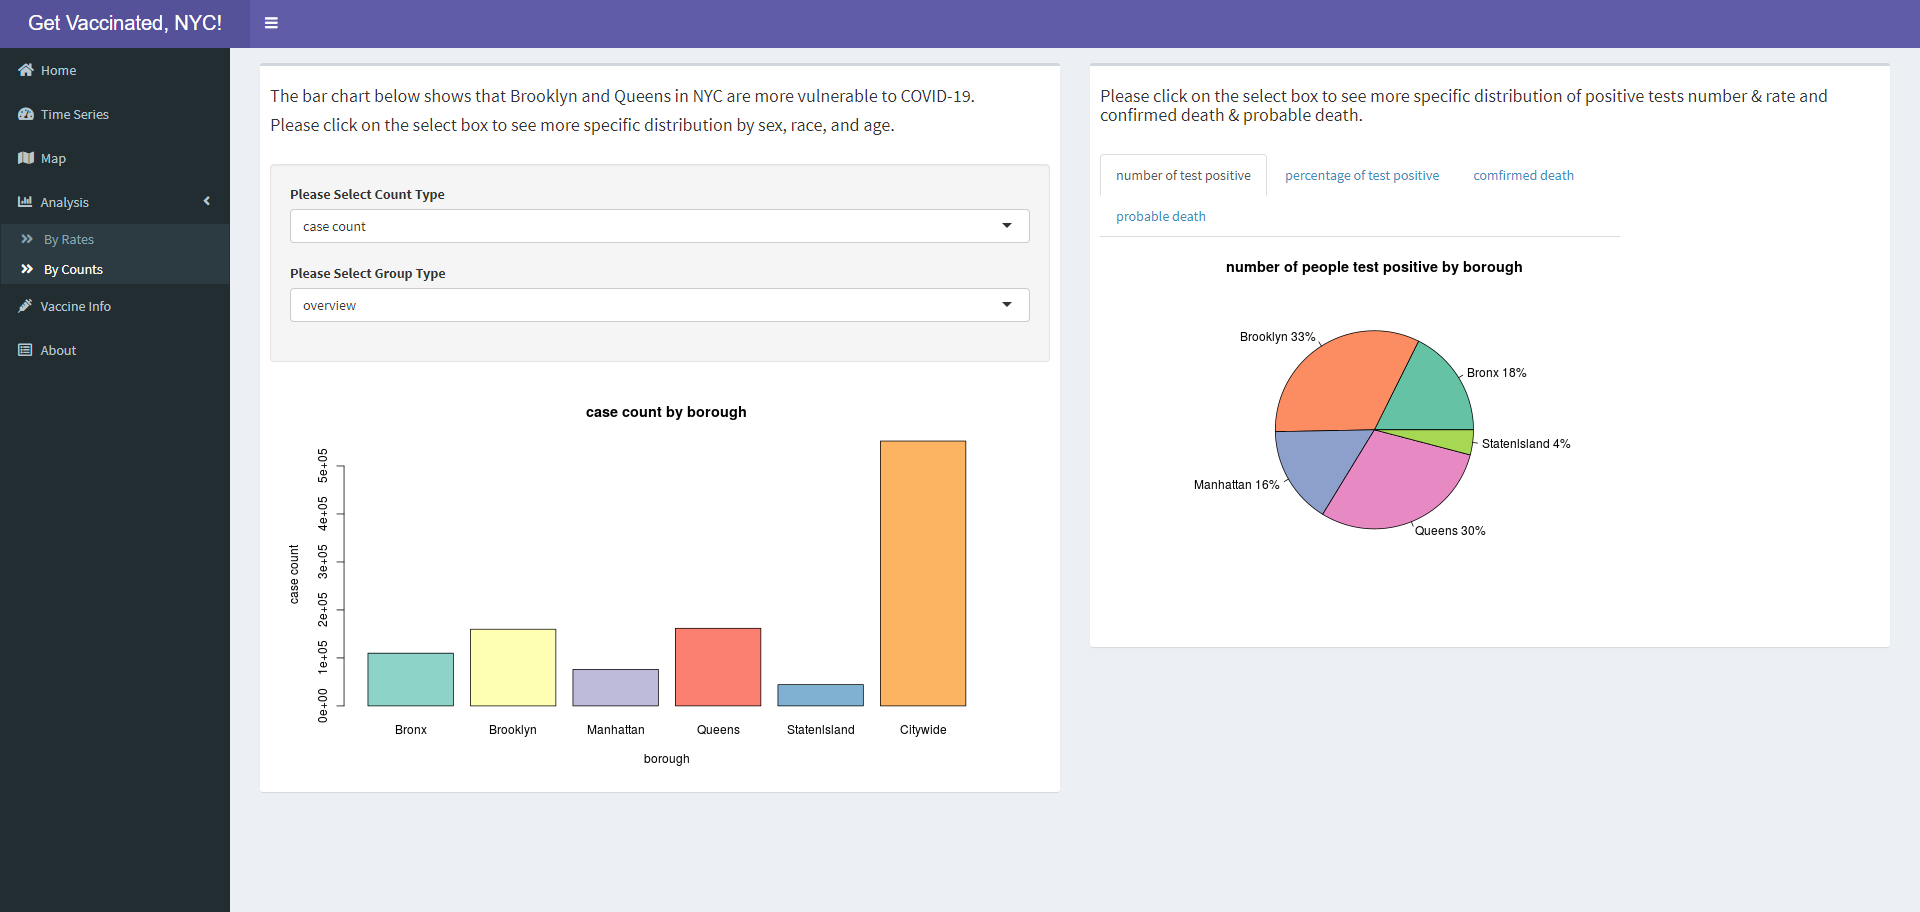 Get Vaccinated, NYC!
Home
Time Series
Map
Analysis
By Rates
By Counts
Vaccine Info
About
The bar chart below shows that Brooklyn and Queens in NYC are more vulnerable to COVID-19.
Please click on the select box to see more specific distribution by sex, race, and age.
Please Select Count Type
case count
Please Select Group Type
overview
case count by borough
case count
5e+05
4e+05
3e+05
2e+05
1e+05
0e+00
Bronx
Brooklyn
Manhattan
Queens
StatenIsland
Citywide
borough
Please click on the select box to see more specific distribution of positive tests number & rate and
confirmed death & probable death.
number of test positive
percentage of test positive
comfirmed death
probable death
number of people test positive by borough
Brooklyn 33%
Bronx 18%
StatenIsland 4%
Manhattan 16%
Queens 30%